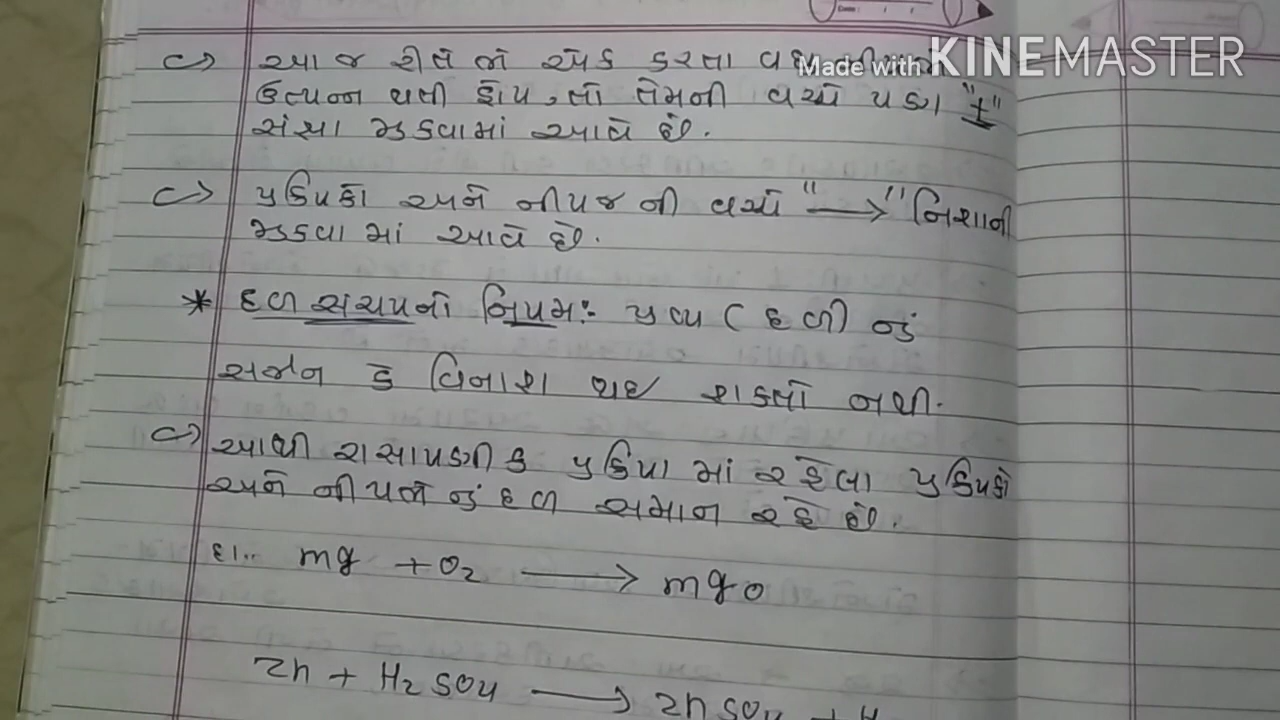 આ જ રીતે જો એક કરતા વધુ
Made with KINEMASTER
ઉત્પન્ન થતી હોય, તો તેમની વચ્ચે પણ "+"
સંજ્ઞા મુકવામાં આવે છે.
પ્રક્રિયકો અને નીપજ ની વચ્ચે "→" નિશાની
મુકવા માં આવે છે.
* દળ સંચયનો નિયમ:- દ્રવ્ય (દળ) નું
સર્જન કે વિનાશ થઇ શકતો નથી.
આથી રાસાયણીક પ્રક્રિયા માં રહેલા પ્રક્રિયકો
અને નીપજો નું દળ સમાન રહે છે.
દા.. mg + O2 → mgo
Zn + H2SO4 → ZnSO4 + H